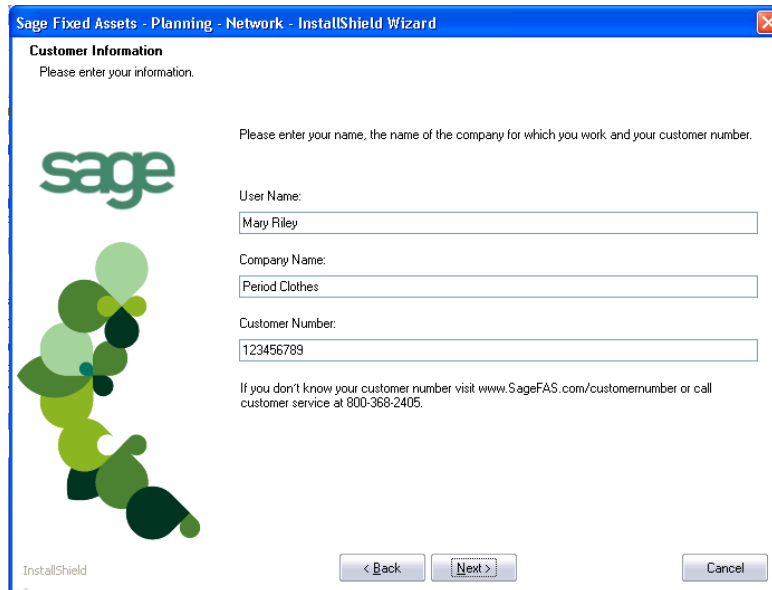 Sage Fixed Assets - Planning - Network - InstallShield Wizard
Customer Information
Please enter your information.
sage
Please enter your name, the name of the company for which you work and your customer number.
User Name:
Mary Riley
Company Name:
Period Clothes
Customer Number:
123456789
If you don't know your customer number visit www.SageFAS.com/customernumber or call
customer service at 800-368-2405.
InstallShield
< Back
Next >
Cancel